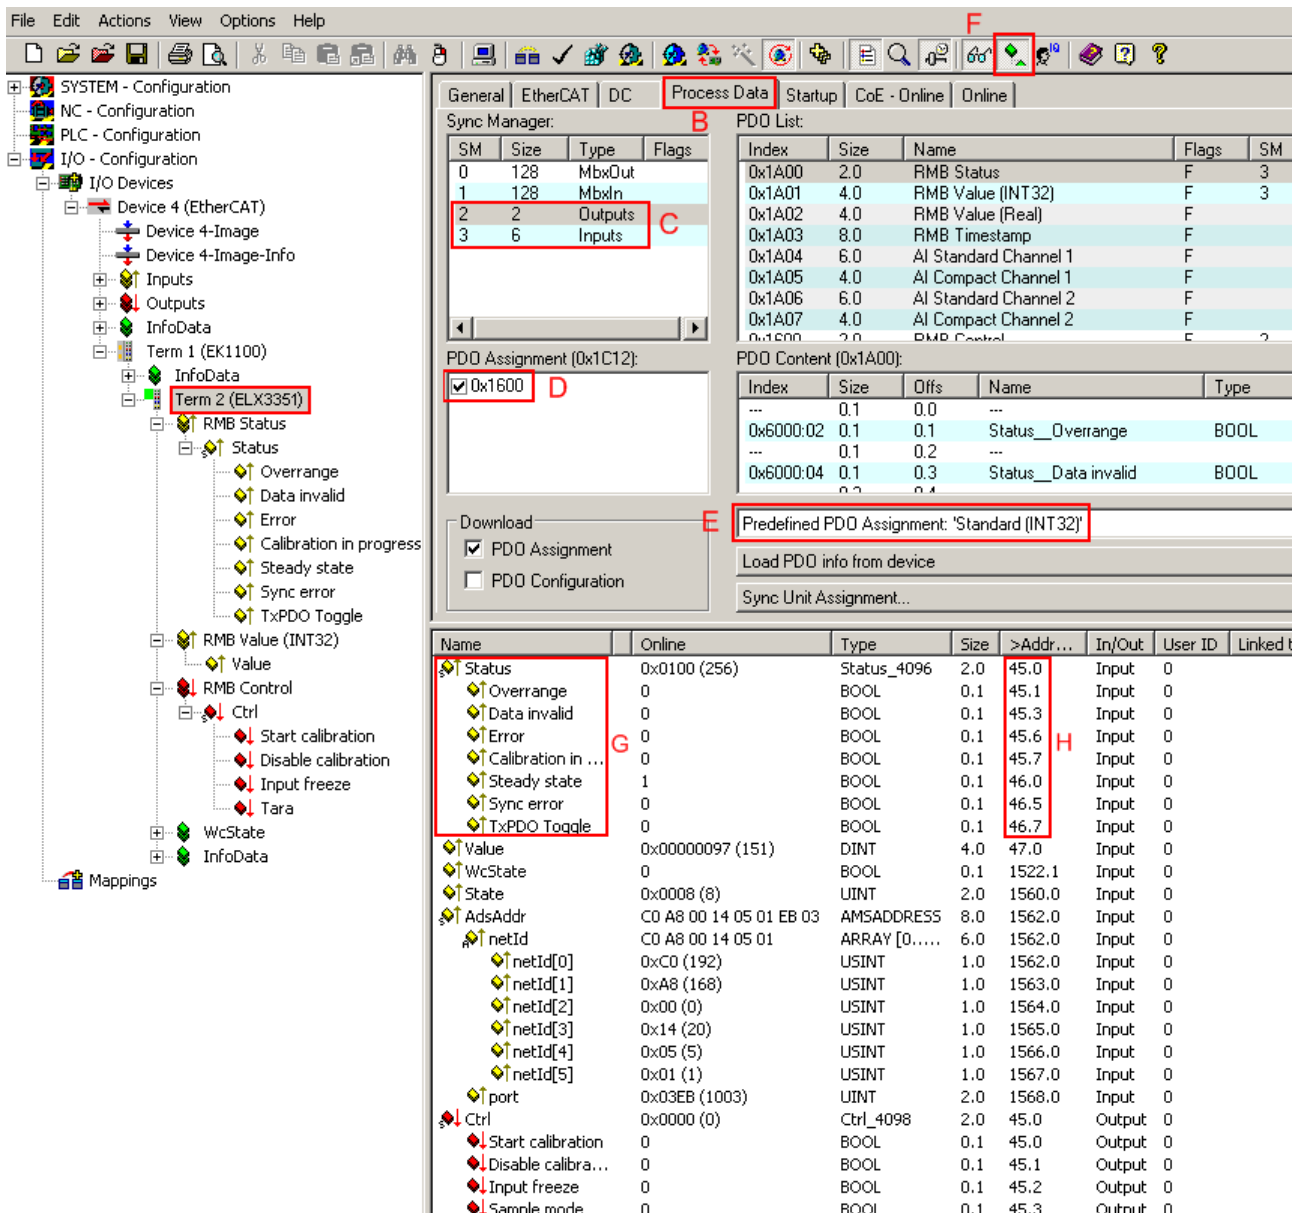 File Edit Actions View Options Help
F
SYSTEM - Configuration
NC - Configuration
PLC - Configuration
I/O - Configuration
I/O Devices
Device 4 (EtherCAT)
Device 4-Image
Device 4-Image-Info
Inputs
Outputs
InfoData
Term 1 (EK1100)
InfoData
Term 2 (ELX3351)
RMB Status
Status
Overrange
Data invalid
Error
Calibration in progress
Steady state
Sync error
TxPDO Toggle
RMB Value (INT32)
Value
RMB Control
Ctrl
Start calibration
Disable calibration
Input freeze
Tara
WcState
InfoData
Mappings
General EtherCAT DC Process Data Startup CoE - Online Online
B
Sync Manager:
SM Size Type Flags
0 128 MbxOut
1 128 MbxIn
2 2 Outputs
3 6 Inputs
C
PDO List:
Index Size Name Flags SM
0x1A00 2.0 RMB Status F 3
0x1A01 4.0 RMB Value (INT32) F 3
0x1A02 4.0 RMB Value (Real) F
0x1A03 8.0 RMB Timestamp F
0x1A04 6.0 AI Standard Channel 1 F
0x1A05 4.0 AI Compact Channel 1 F
0x1A06 6.0 AI Standard Channel 2 F
0x1A07 4.0 AI Compact Channel 2 F
0x1600 2.0 RMB Control F 2
PDO Assignment (0x1C12):
0x1600
D
PDO Content (0x1A00):
Index Size Offs Name Type
--- 0.1 0.0 ---
0x6000:02 0.1 0.1 Status__Overrange BOOL
--- 0.1 0.2 ---
0x6000:04 0.1 0.3 Status__Data invalid BOOL
Download
PDO Assignment
PDO Configuration
E
Predefined PDO Assignment: 'Standard (INT32)'
Load PDO info from device
Sync Unit Assignment...
Name Online Type Size >Addr... In/Out User ID Linked t
Status 0x0100 (256) Status_4096 2.0 45.0 Input 0
Overrange 0 BOOL 0.1 45.1 Input 0
Data invalid 0 BOOL 0.1 45.3 Input 0
Error 0 BOOL 0.1 45.6 Input 0
G
H
Calibration in ... 0 BOOL 0.1 45.7 Input 0
Steady state 1 BOOL 0.1 46.0 Input 0
Sync error 0 BOOL 0.1 46.5 Input 0
TxPDO Toggle 0 BOOL 0.1 46.7 Input 0
Value 0x00000097 (151) DINT 4.0 47.0 Input 0
WcState 0 BOOL 0.1 1522.1 Input 0
State 0x0008 (8) UINT 2.0 1560.0 Input 0
AdsAddr C0 A8 00 14 05 01 EB 03 AMSADDRESS 8.0 1562.0 Input 0
netId C0 A8 00 14 05 01 ARRAY [0..... 6.0 1562.0 Input 0
netId[0] 0xC0 (192) USINT 1.0 1562.0 Input 0
netId[1] 0xA8 (168) USINT 1.0 1563.0 Input 0
netId[2] 0x00 (0) USINT 1.0 1564.0 Input 0
netId[3] 0x14 (20) USINT 1.0 1565.0 Input 0
netId[4] 0x05 (5) USINT 1.0 1566.0 Input 0
netId[5] 0x01 (1) USINT 1.0 1567.0 Input 0
port 0x03EB (1003) UINT 2.0 1568.0 Input 0
Ctrl 0x0000 (0) Ctrl_4098 2.0 45.0 Output 0
Start calibration 0 BOOL 0.1 45.0 Output 0
Disable calibra... 0 BOOL 0.1 45.1 Output 0
Input freeze 0 BOOL 0.1 45.2 Output 0
Sample mode 0 BOOL 0.1 45.3 Output 0